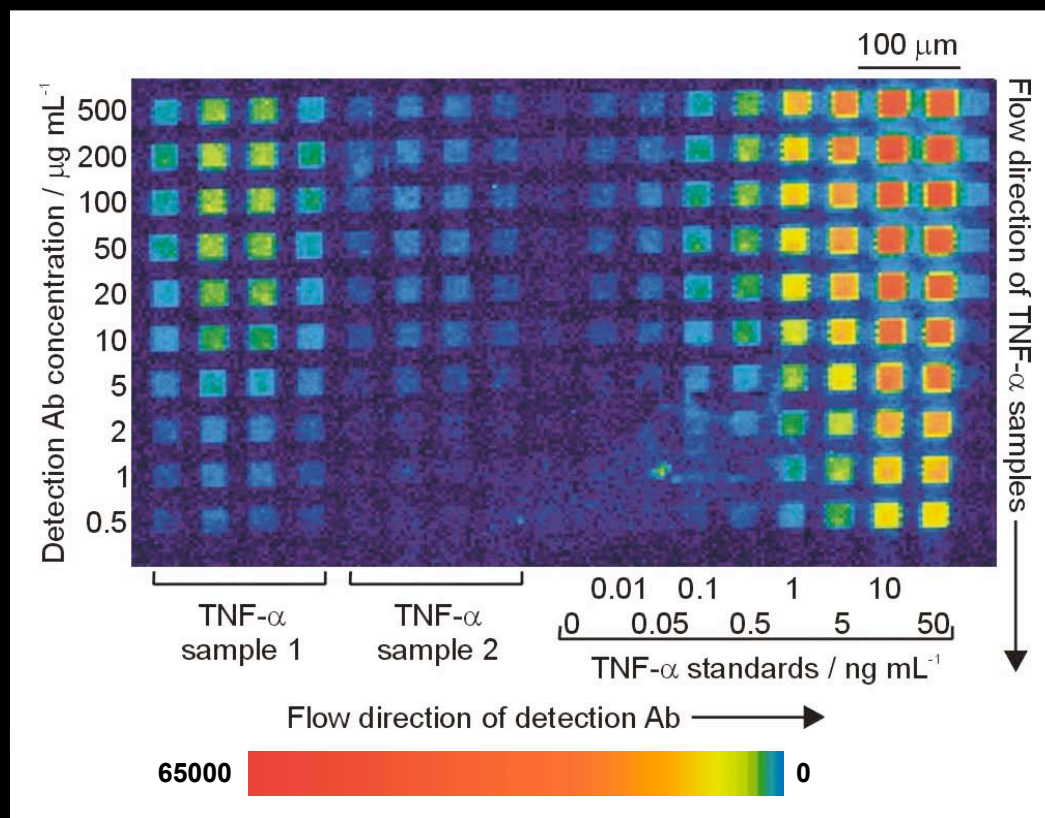 100 μm
Detection Ab concentration / μg mL⁻¹
500
200
100
50
20
10
5
2
1
0.5
Flow direction of TNF-α samples
TNF-α
sample 1
TNF-α
sample 2
0.01 0.1 1 10
0 0.05 0.5 5 50
TNF-α standards / ng mL⁻¹
Flow direction of detection Ab
65000 0